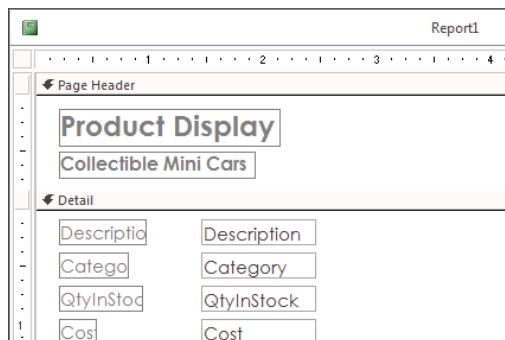 Report1
1 2 3 4
Page Header
Product Display
Collectible Mini Cars
Detail
Descriptio Description
Catego Category
QtyInStoc QtyInStock
1
Cost Cost